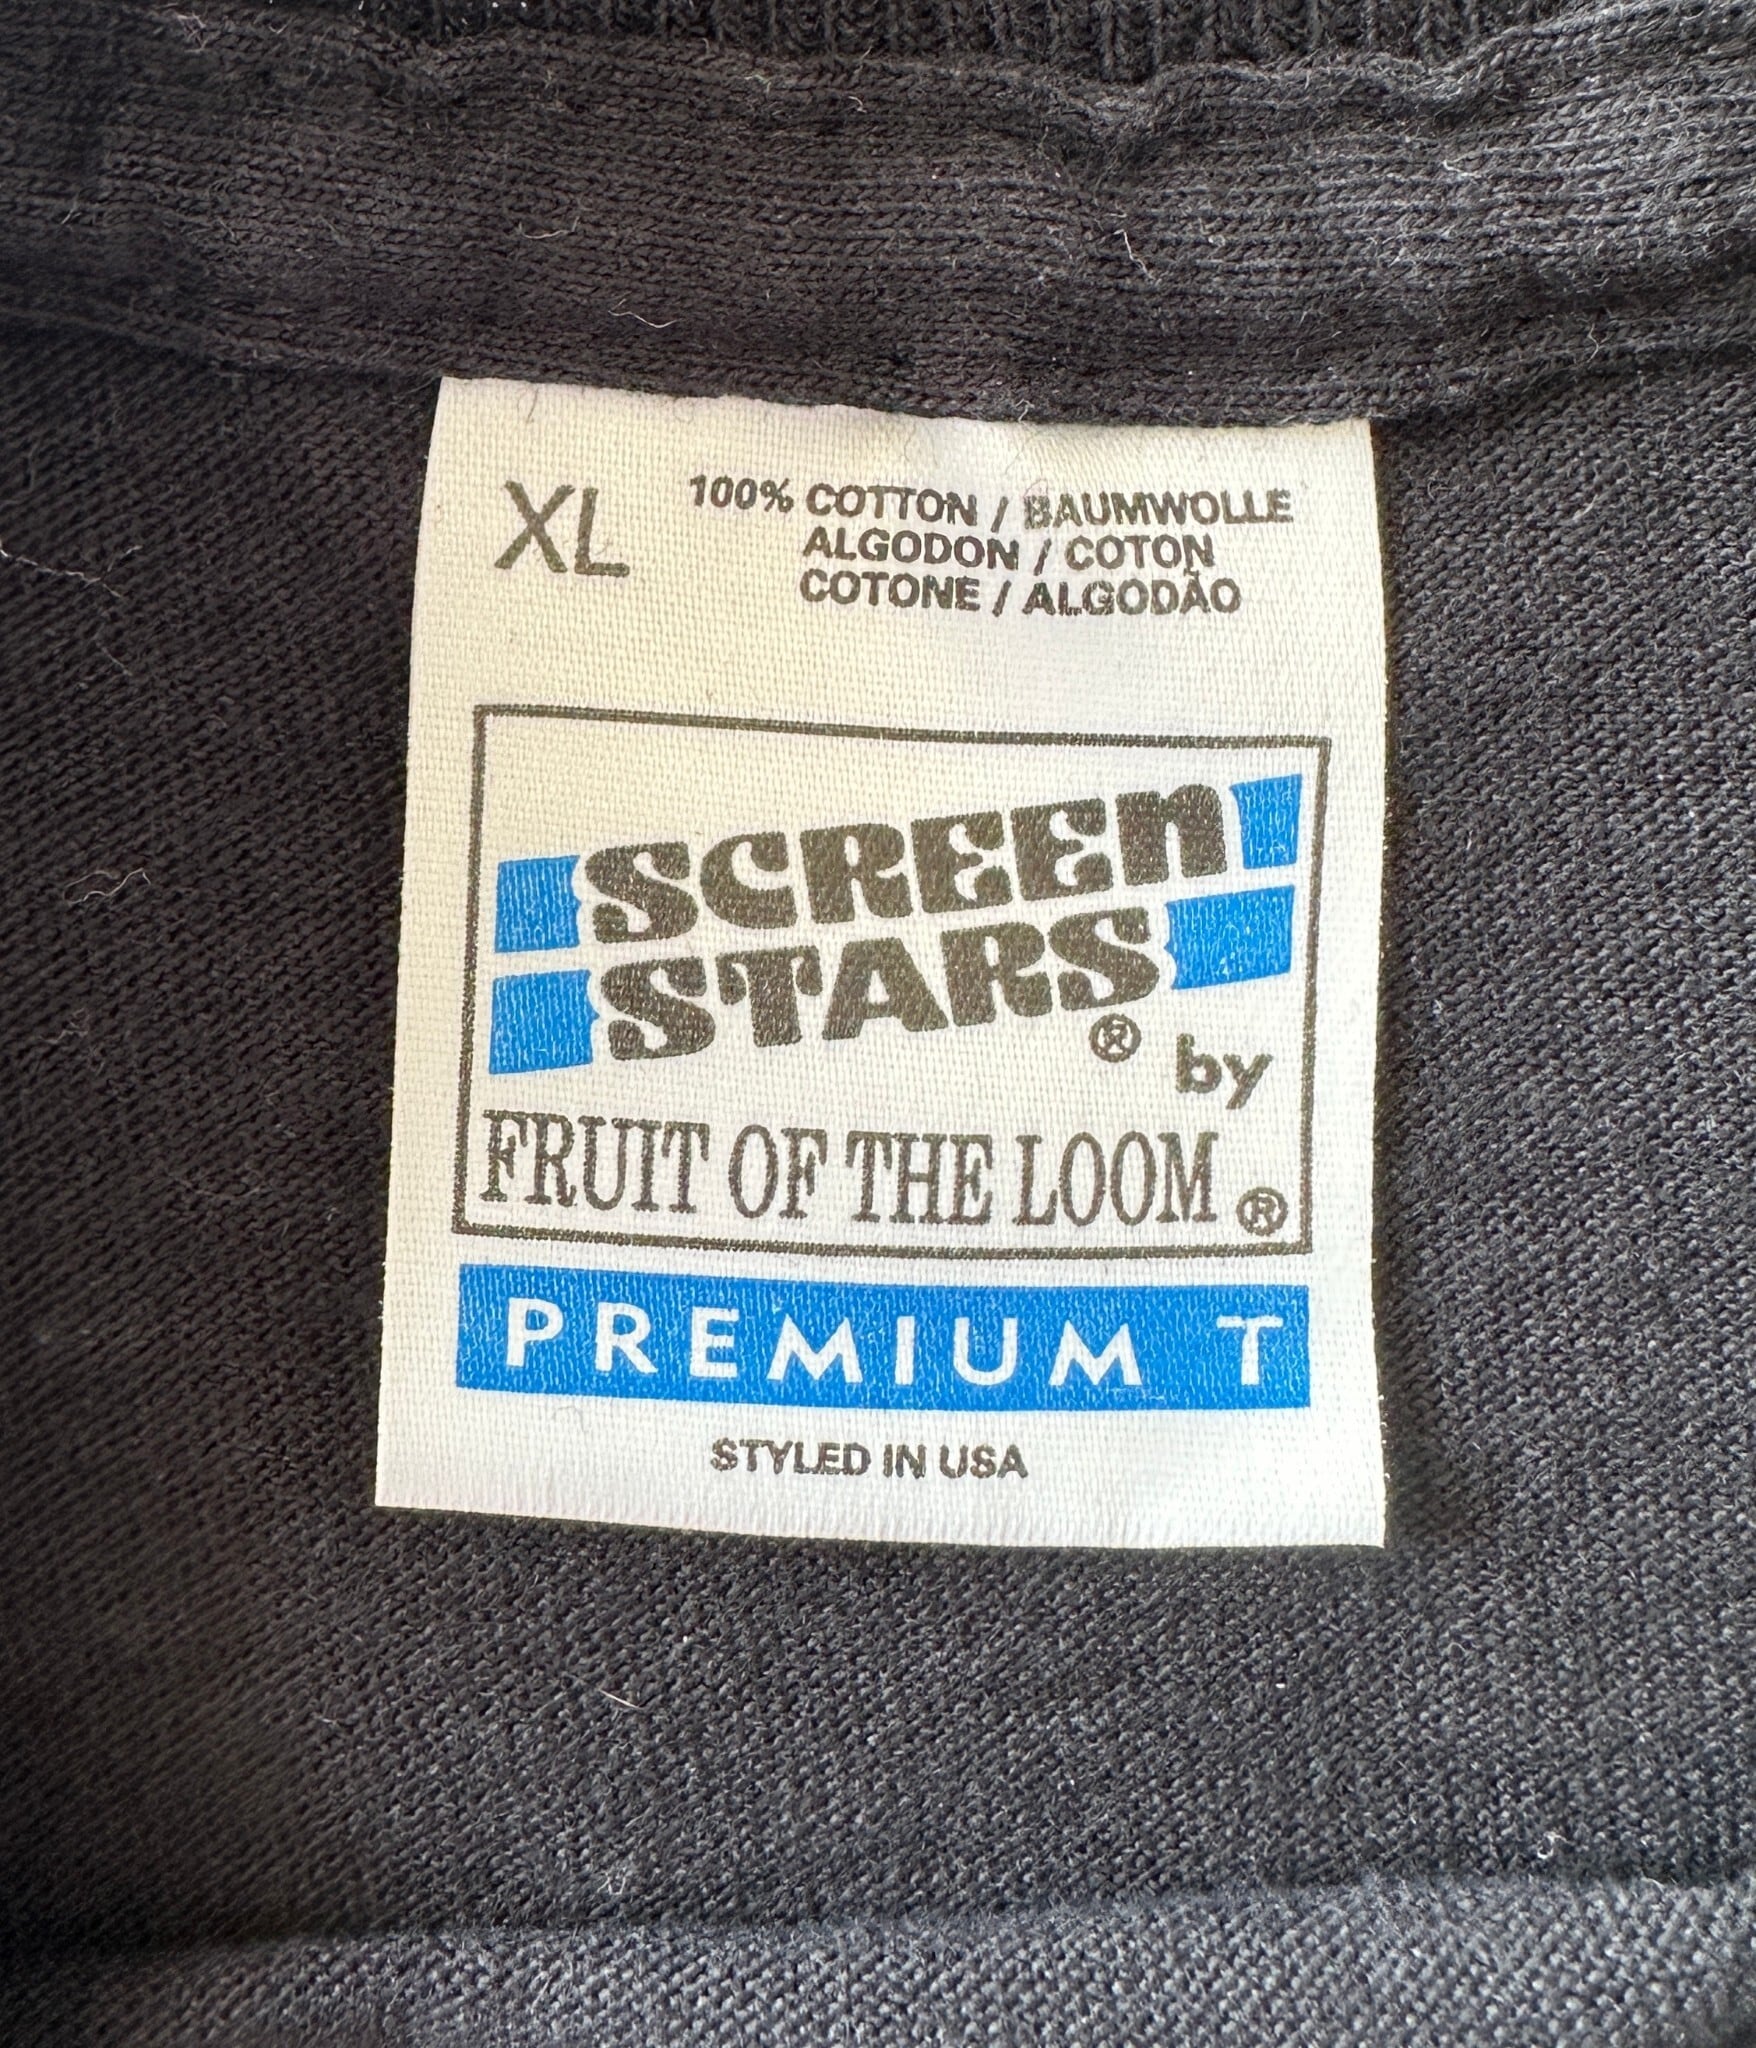 XL
100% COTTON / BAUMWOLLE
ALGODON / COTON
COTONE / ALGODÃO
SCREEN
STARS® by
FRUIT OF THE LOOM®
PREMIUM T
STYLED IN USA